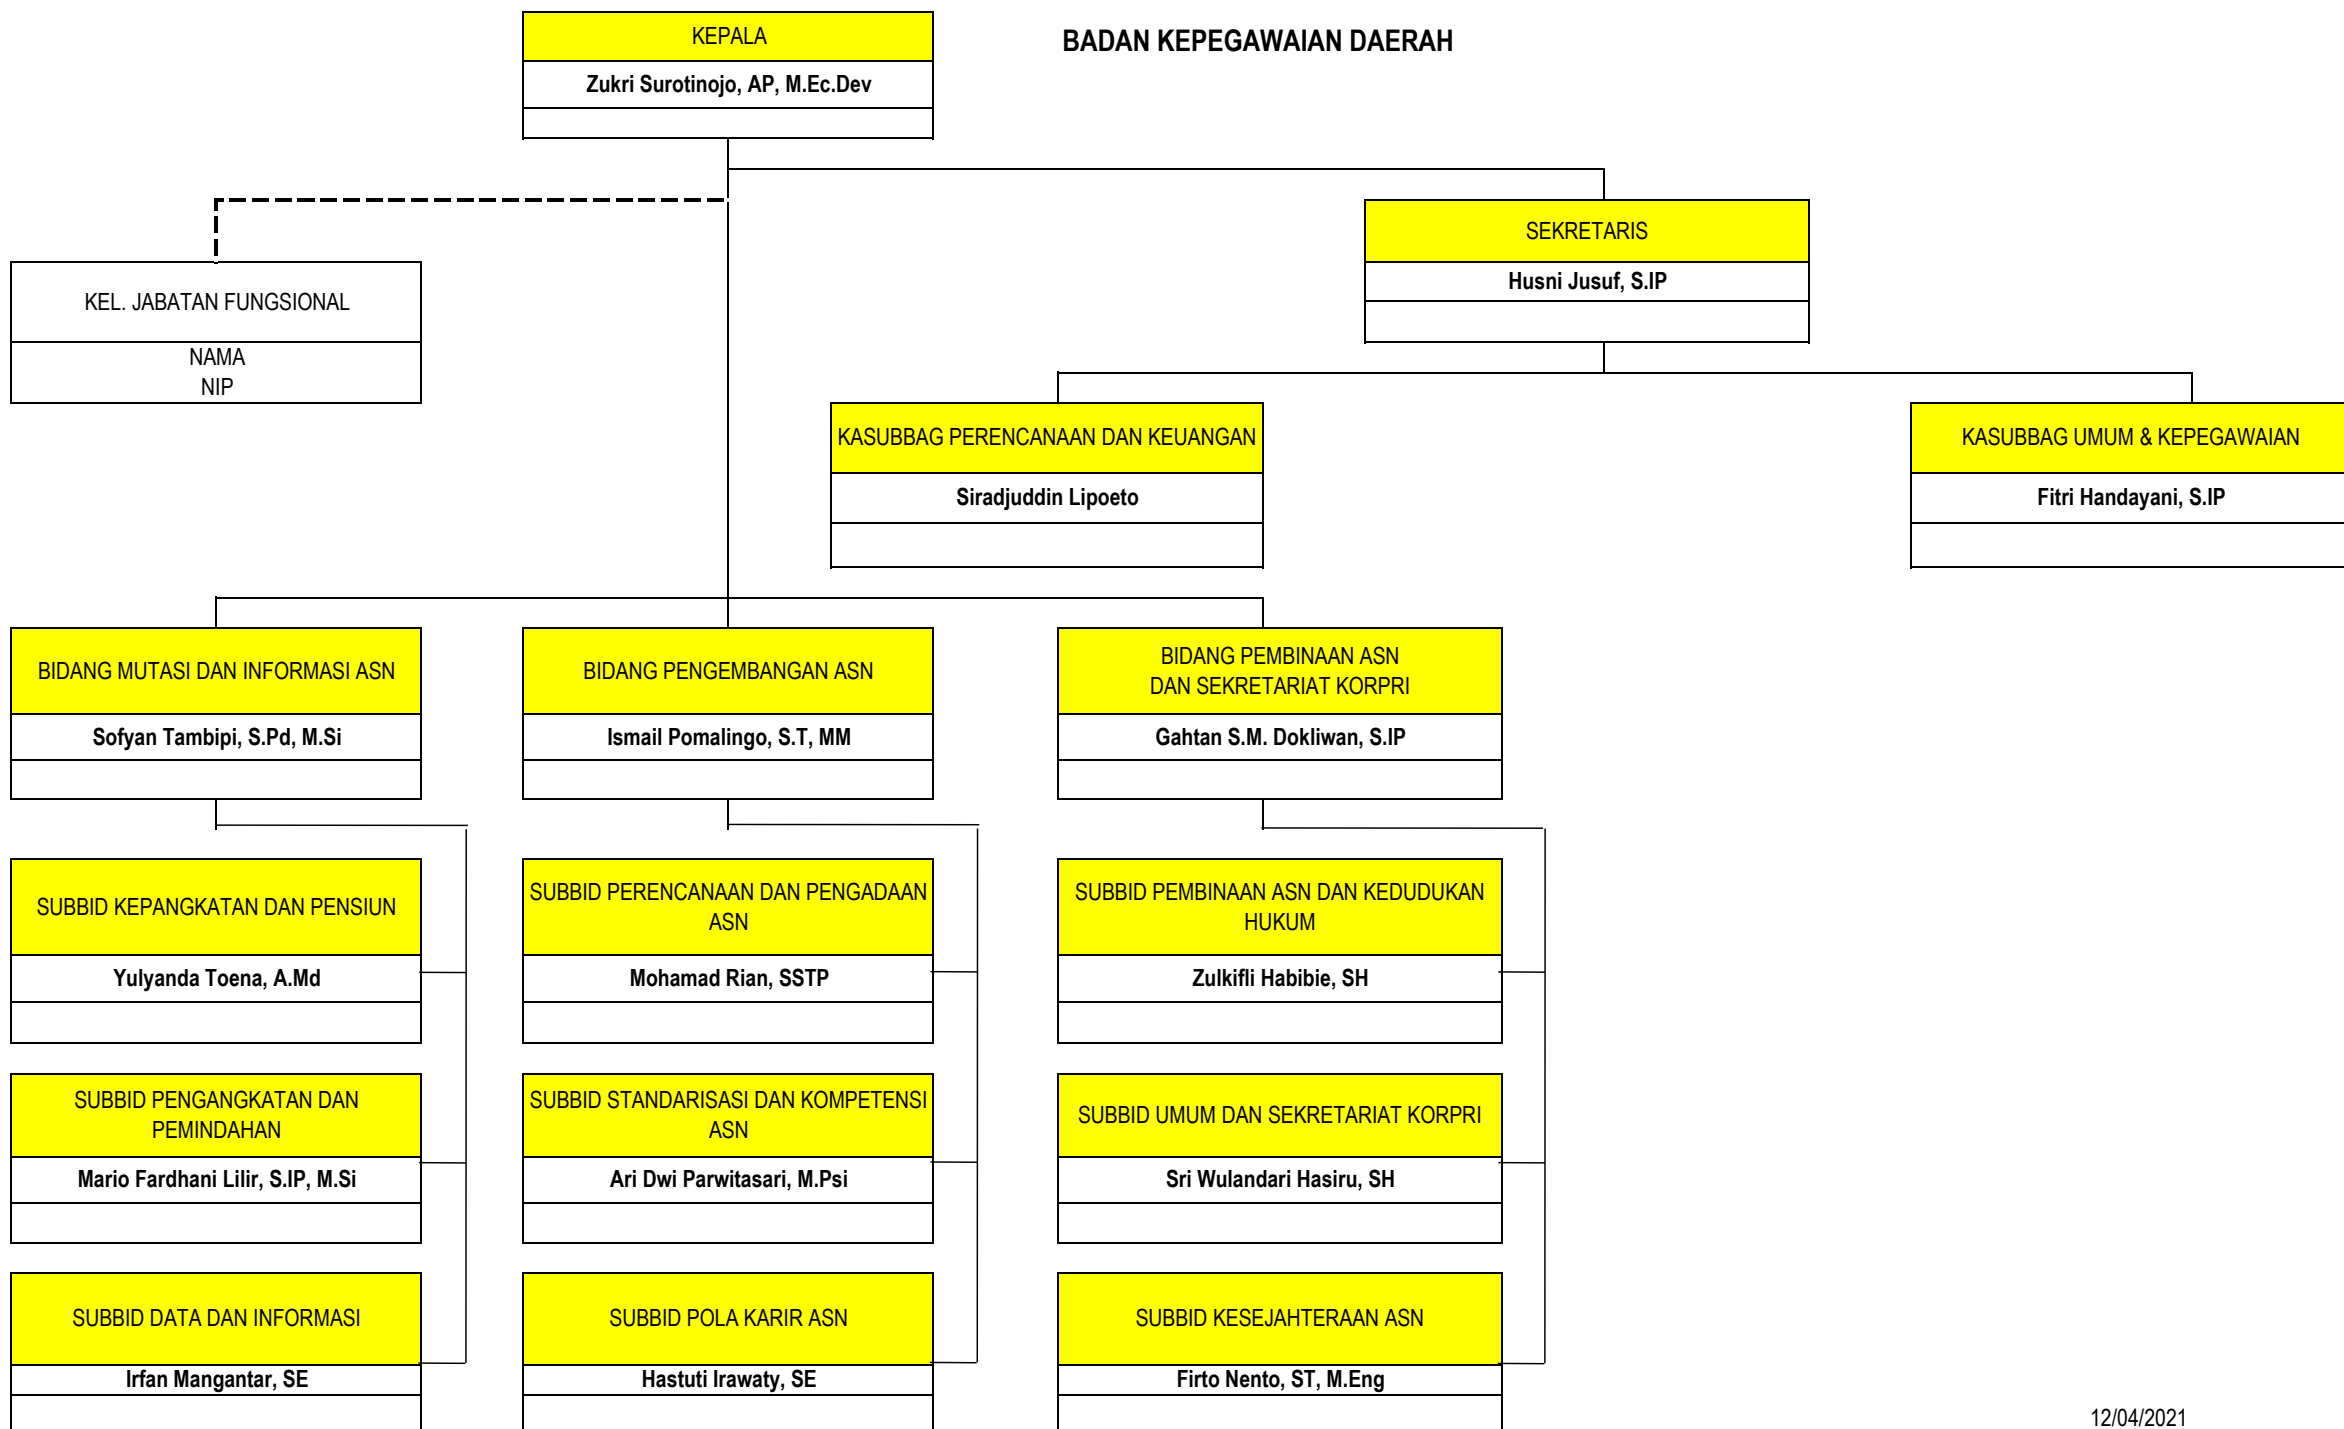 KEPALA
BADAN KEPEGAWAIAN DAERAH
Zukri Surotinojo, AP, M.Ec.Dev
SEKRETARIS
Husni Jusuf, S.IP
KEL. JABATAN FUNGSIONAL
NAMA
NIP
KASUBBAG PERENCANAAN DAN KEUANGAN
KASUBBAG UMUM & KEPEGAWAIAN
Siradjuddin Lipoeto
Fitri Handayani, S.IP
BIDANG MUTASI DAN INFORMASI ASN
BIDANG PENGEMBANGAN ASN
BIDANG PEMBINAAN ASN
DAN SEKRETARIAT KORPRI
Sofyan Tambipi, S.Pd, M.Si
Ismail Pomalingo, S.T, MM
Gahtan S.M. Dokliwan, S.IP
SUBBID KEPANGKATAN DAN PENSIUN
SUBBID PERENCANAAN DAN PENGADAAN
ASN
SUBBID PEMBINAAN ASN DAN KEDUDUKAN
HUKUM
Yulyanda Toena, A.Md
Mohamad Rian, SSTP
Zulkifli Habibie, SH
SUBBID PENGANGKATAN DAN
PEMINDAHAN
SUBBID STANDARISASI DAN KOMPETENSI
ASN
SUBBID UMUM DAN SEKRETARIAT KORPRI
Mario Fardhani Lilir, S.IP, M.Si
Ari Dwi Parwitasari, M.Psi
Sri Wulandari Hasiru, SH
SUBBID DATA DAN INFORMASI
SUBBID POLA KARIR ASN
SUBBID KESEJAHTERAAN ASN
Irfan Mangantar, SE
Hastuti Irawaty, SE
Firto Nento, ST, M.Eng
12/04/2021